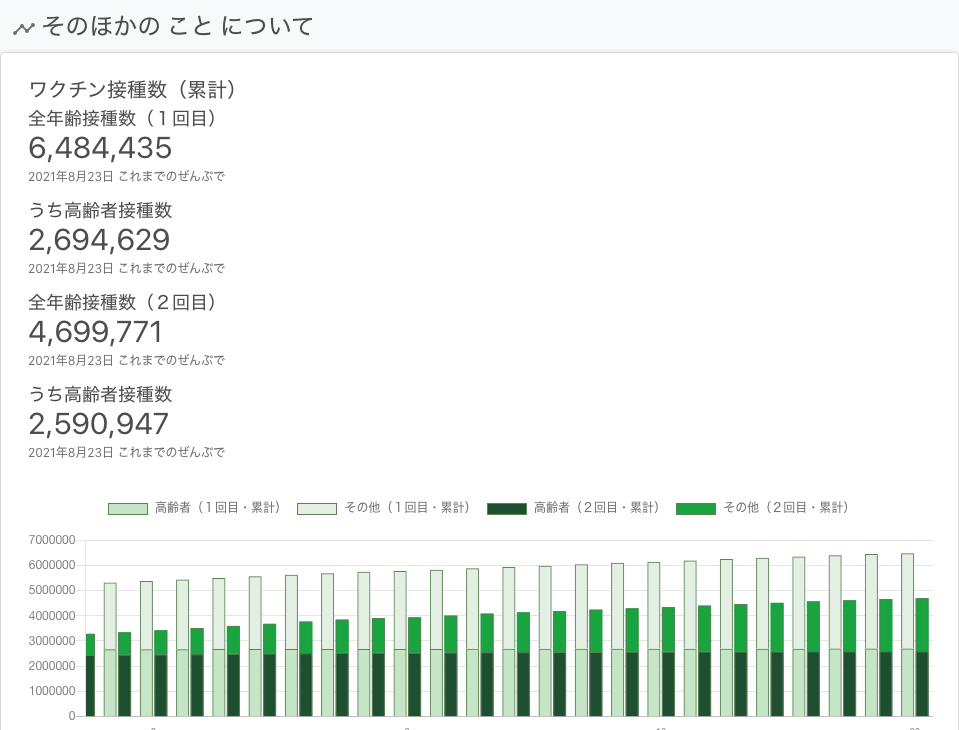 そのほかの こと について
ワクチン接種数（累計）
全年齢接種数（１回目）
6,484,435
2021年8月23日 これまでのぜんぶで
うち高齢者接種数
2,694,629
2021年8月23日 これまでのぜんぶで
全年齢接種数（２回目）
4,699,771
2021年8月23日 これまでのぜんぶで
うち高齢者接種数
2,590,947
2021年8月23日 これまでのぜんぶで
高齢者（１回目・累計） その他（１回目・累計） 高齢者（２回目・累計） その他（２回目・累計）
7000000
6000000
5000000
4000000
3000000
2000000
1000000
0